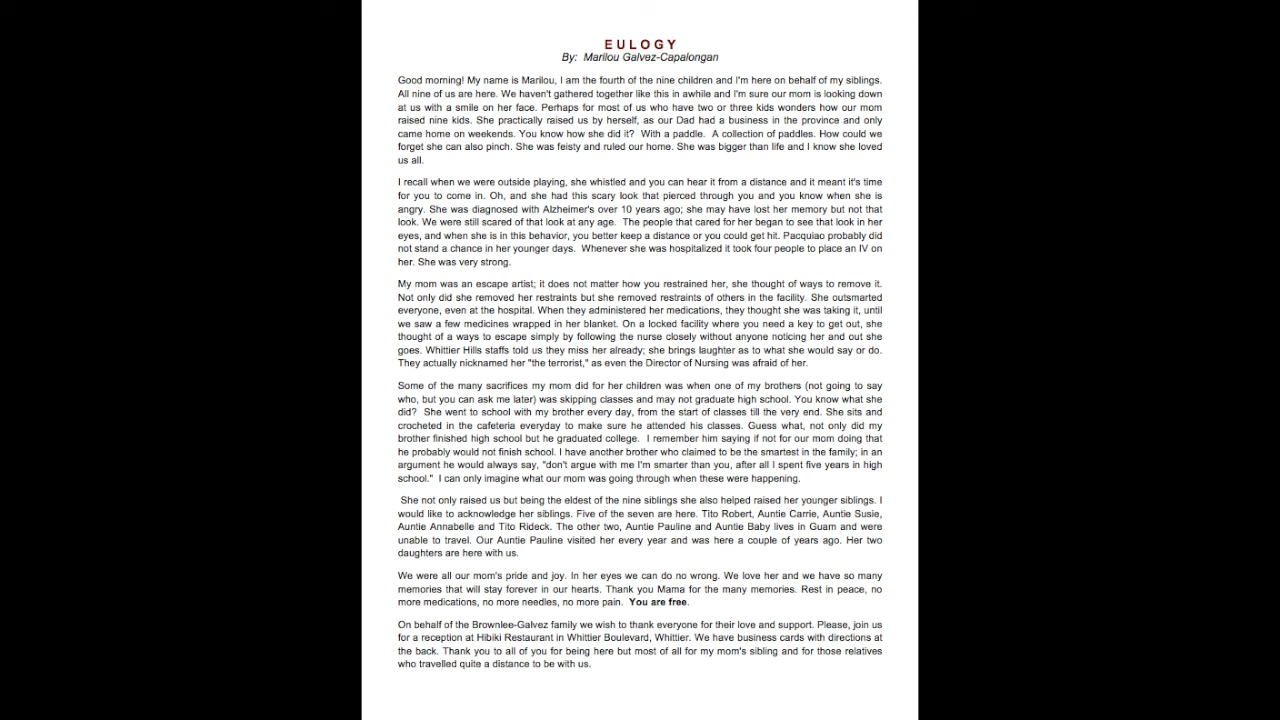 E U L O G Y
By:  Marilou Galvez-Capalongan
Good morning! My name is Marilou, I am the fourth of the nine children and I'm here on behalf of my siblings.
All nine of us are here. We haven't gathered together like this in awhile and I'm sure our mom is looking down
at us with a smile on her face. Perhaps for most of us who have two or three kids wonders how our mom
raised nine kids. She practically raised us by herself, as our Dad had a business in the province and only
came home on weekends. You know how she did it?  With a paddle.  A collection of paddles. How could we
forget she can also pinch. She was feisty and ruled our home. She was bigger than life and I know she loved
us all.
I recall when we were outside playing, she whistled and you can hear it from a distance and it meant it's time
for you to come in. Oh, and she had this scary look that pierced through you and you know when she is
angry. She was diagnosed with Alzheimer's over 10 years ago; she may have lost her memory but not that
look. We were still scared of that look at any age.  The people that cared for her began to see that look in her
eyes, and when she is in this behavior, you better keep a distance or you could get hit. Pacquiao probably did
not stand a chance in her younger days.  Whenever she was hospitalized it took four people to place an IV on
her. She was very strong.
My mom was an escape artist; it does not matter how you restrained her, she thought of ways to remove it.
Not only did she removed her restraints but she removed restraints of others in the facility. She outsmarted
everyone, even at the hospital. When they administered her medications, they thought she was taking it, until
we saw a few medicines wrapped in her blanket. On a locked facility where you need a key to get out, she
thought of a ways to escape simply by following the nurse closely without anyone noticing her and out she
goes. Whittier Hills staffs told us they miss her already; she brings laughter as to what she would say or do.
They actually nicknamed her "the terrorist," as even the Director of Nursing was afraid of her.
Some of the many sacrifices my mom did for her children was when one of my brothers (not going to say
who, but you can ask me later) was skipping classes and may not graduate high school. You know what she
did?  She went to school with my brother every day, from the start of classes till the very end. She sits and
crocheted in the cafeteria everyday to make sure he attended his classes. Guess what, not only did my
brother finished high school but he graduated college.  I remember him saying if not for our mom doing that
he probably would not finish school. I have another brother who claimed to be the smartest in the family; in an
argument he would always say, "don't argue with me I'm smarter than you, after all I spent five years in high
school."  I can only imagine what our mom was going through when these were happening.
She not only raised us but being the eldest of the nine siblings she also helped raised her younger siblings. I
would like to acknowledge her siblings. Five of the seven are here. Tito Robert, Auntie Carrie, Auntie Susie,
Auntie Annabelle and Tito Rideck. The other two, Auntie Pauline and Auntie Baby lives in Guam and were
unable to travel. Our Auntie Pauline visited her every year and was here a couple of years ago. Her two
daughters are here with us.
We were all our mom's pride and joy. In her eyes we can do no wrong. We love her and we have so many
memories that will stay forever in our hearts. Thank you Mama for the many memories. Rest in peace, no
more medications, no more needles, no more pain.  You are free.
On behalf of the Brownlee-Galvez family we wish to thank everyone for their love and support. Please, join us
for a reception at Hibiki Restaurant in Whittier Boulevard, Whittier. We have business cards with directions at
the back. Thank you to all of you for being here but most of all for my mom's sibling and for those relatives
who travelled quite a distance to be with us.